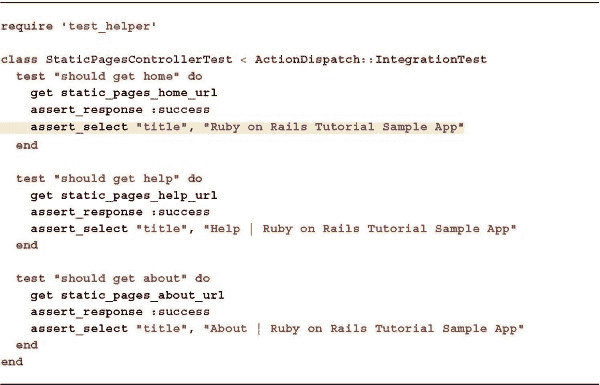 require 'test_helper'
class StaticPagesControllerTest < ActionDispatch::IntegrationTest
  test "should get home" do
    get static_pages_home_url
    assert_response :success
    assert_select "title", "Ruby on Rails Tutorial Sample App"
  end
  test "should get help" do
    get static_pages_help_url
    assert_response :success
    assert_select "title", "Help | Ruby on Rails Tutorial Sample App"
  end
  test "should get about" do
    get static_pages_about_url
    assert_response :success
    assert_select "title", "About | Ruby on Rails Tutorial Sample App"
  end
end